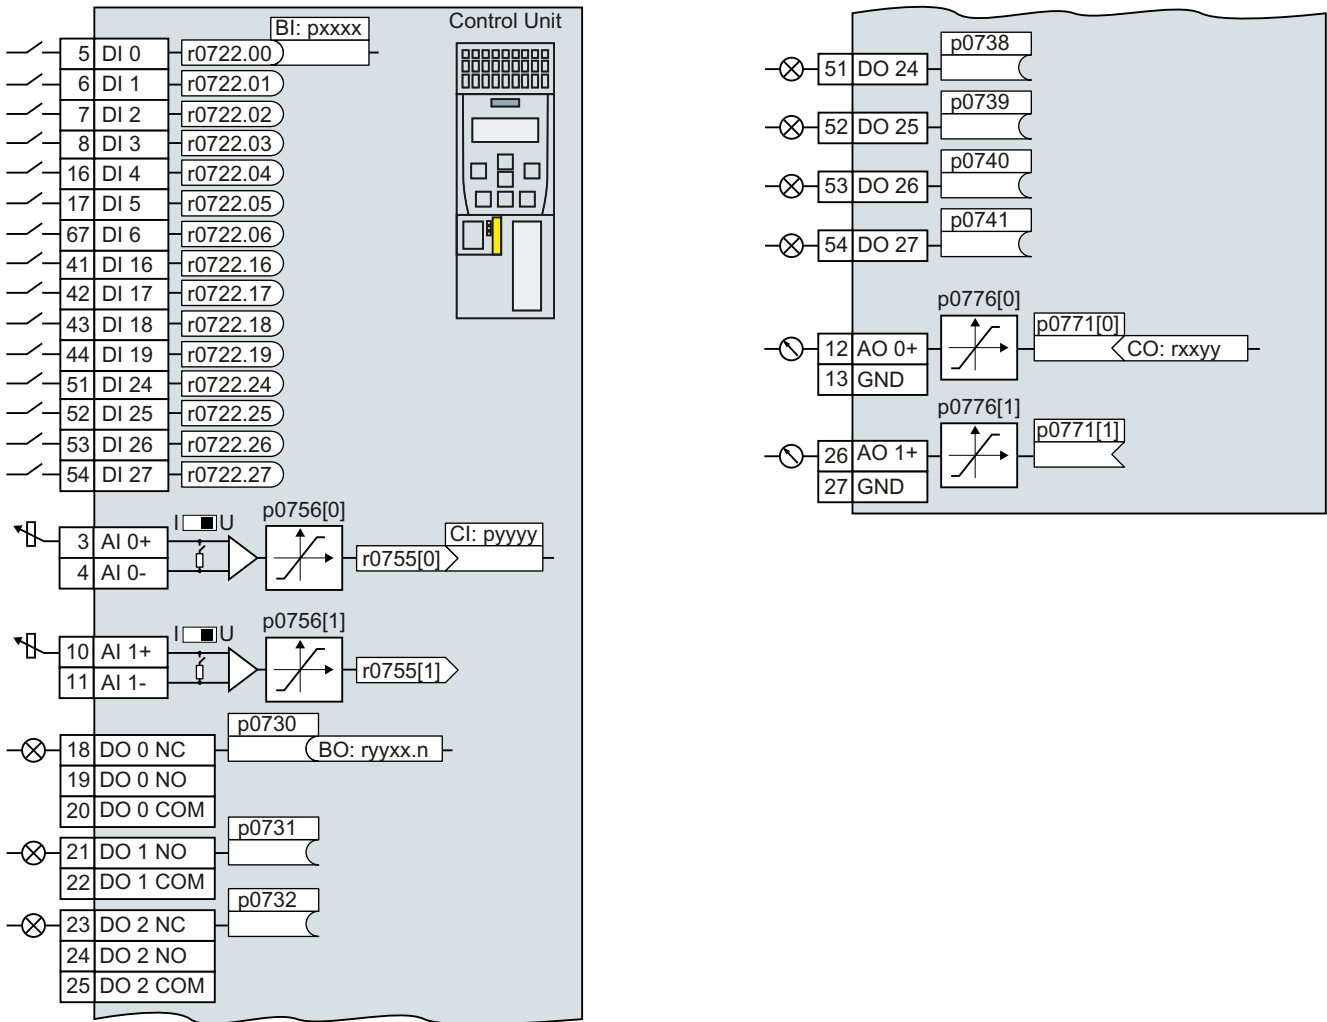 Control Unit
BI: pxxxx
5 DI 0 r0722.00
6 DI 1 r0722.01
7 DI 2 r0722.02
8 DI 3 r0722.03
16 DI 4 r0722.04
17 DI 5 r0722.05
67 DI 6 r0722.06
41 DI 16 r0722.16
42 DI 17 r0722.17
43 DI 18 r0722.18
44 DI 19 r0722.19
51 DI 24 r0722.24
52 DI 25 r0722.25
53 DI 26 r0722.26
54 DI 27 r0722.27
p0756[0]
I U
CI: pyyyy
3 AI 0+
r0755[0]
4 AI 0-
p0756[1]
I U
10 AI 1+
r0755[1]
11 AI 1-
p0730
18 DO 0 NC BO: ryyxx.n
19 DO 0 NO
20 DO 0 COM
p0731
21 DO 1 NO
22 DO 1 COM
p0732
23 DO 2 NC
24 DO 2 NO
25 DO 2 COM
p0738
51 DO 24
p0739
52 DO 25
p0740
53 DO 26
p0741
54 DO 27
p0776[0]
p0771[0]
12 AO 0+ CO: rxxyy
13 GND
p0776[1]
p0771[1]
26 AO 1+
27 GND